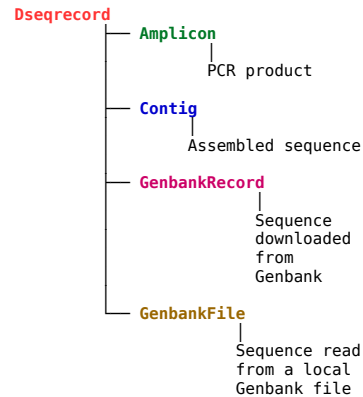 Dseqrecord
Amplicon
PCR product
Contig
Assembled sequence
GenbankRecord
Sequence
downloaded
from
Genbank
GenbankFile
Sequence read
from a local
Genbank file